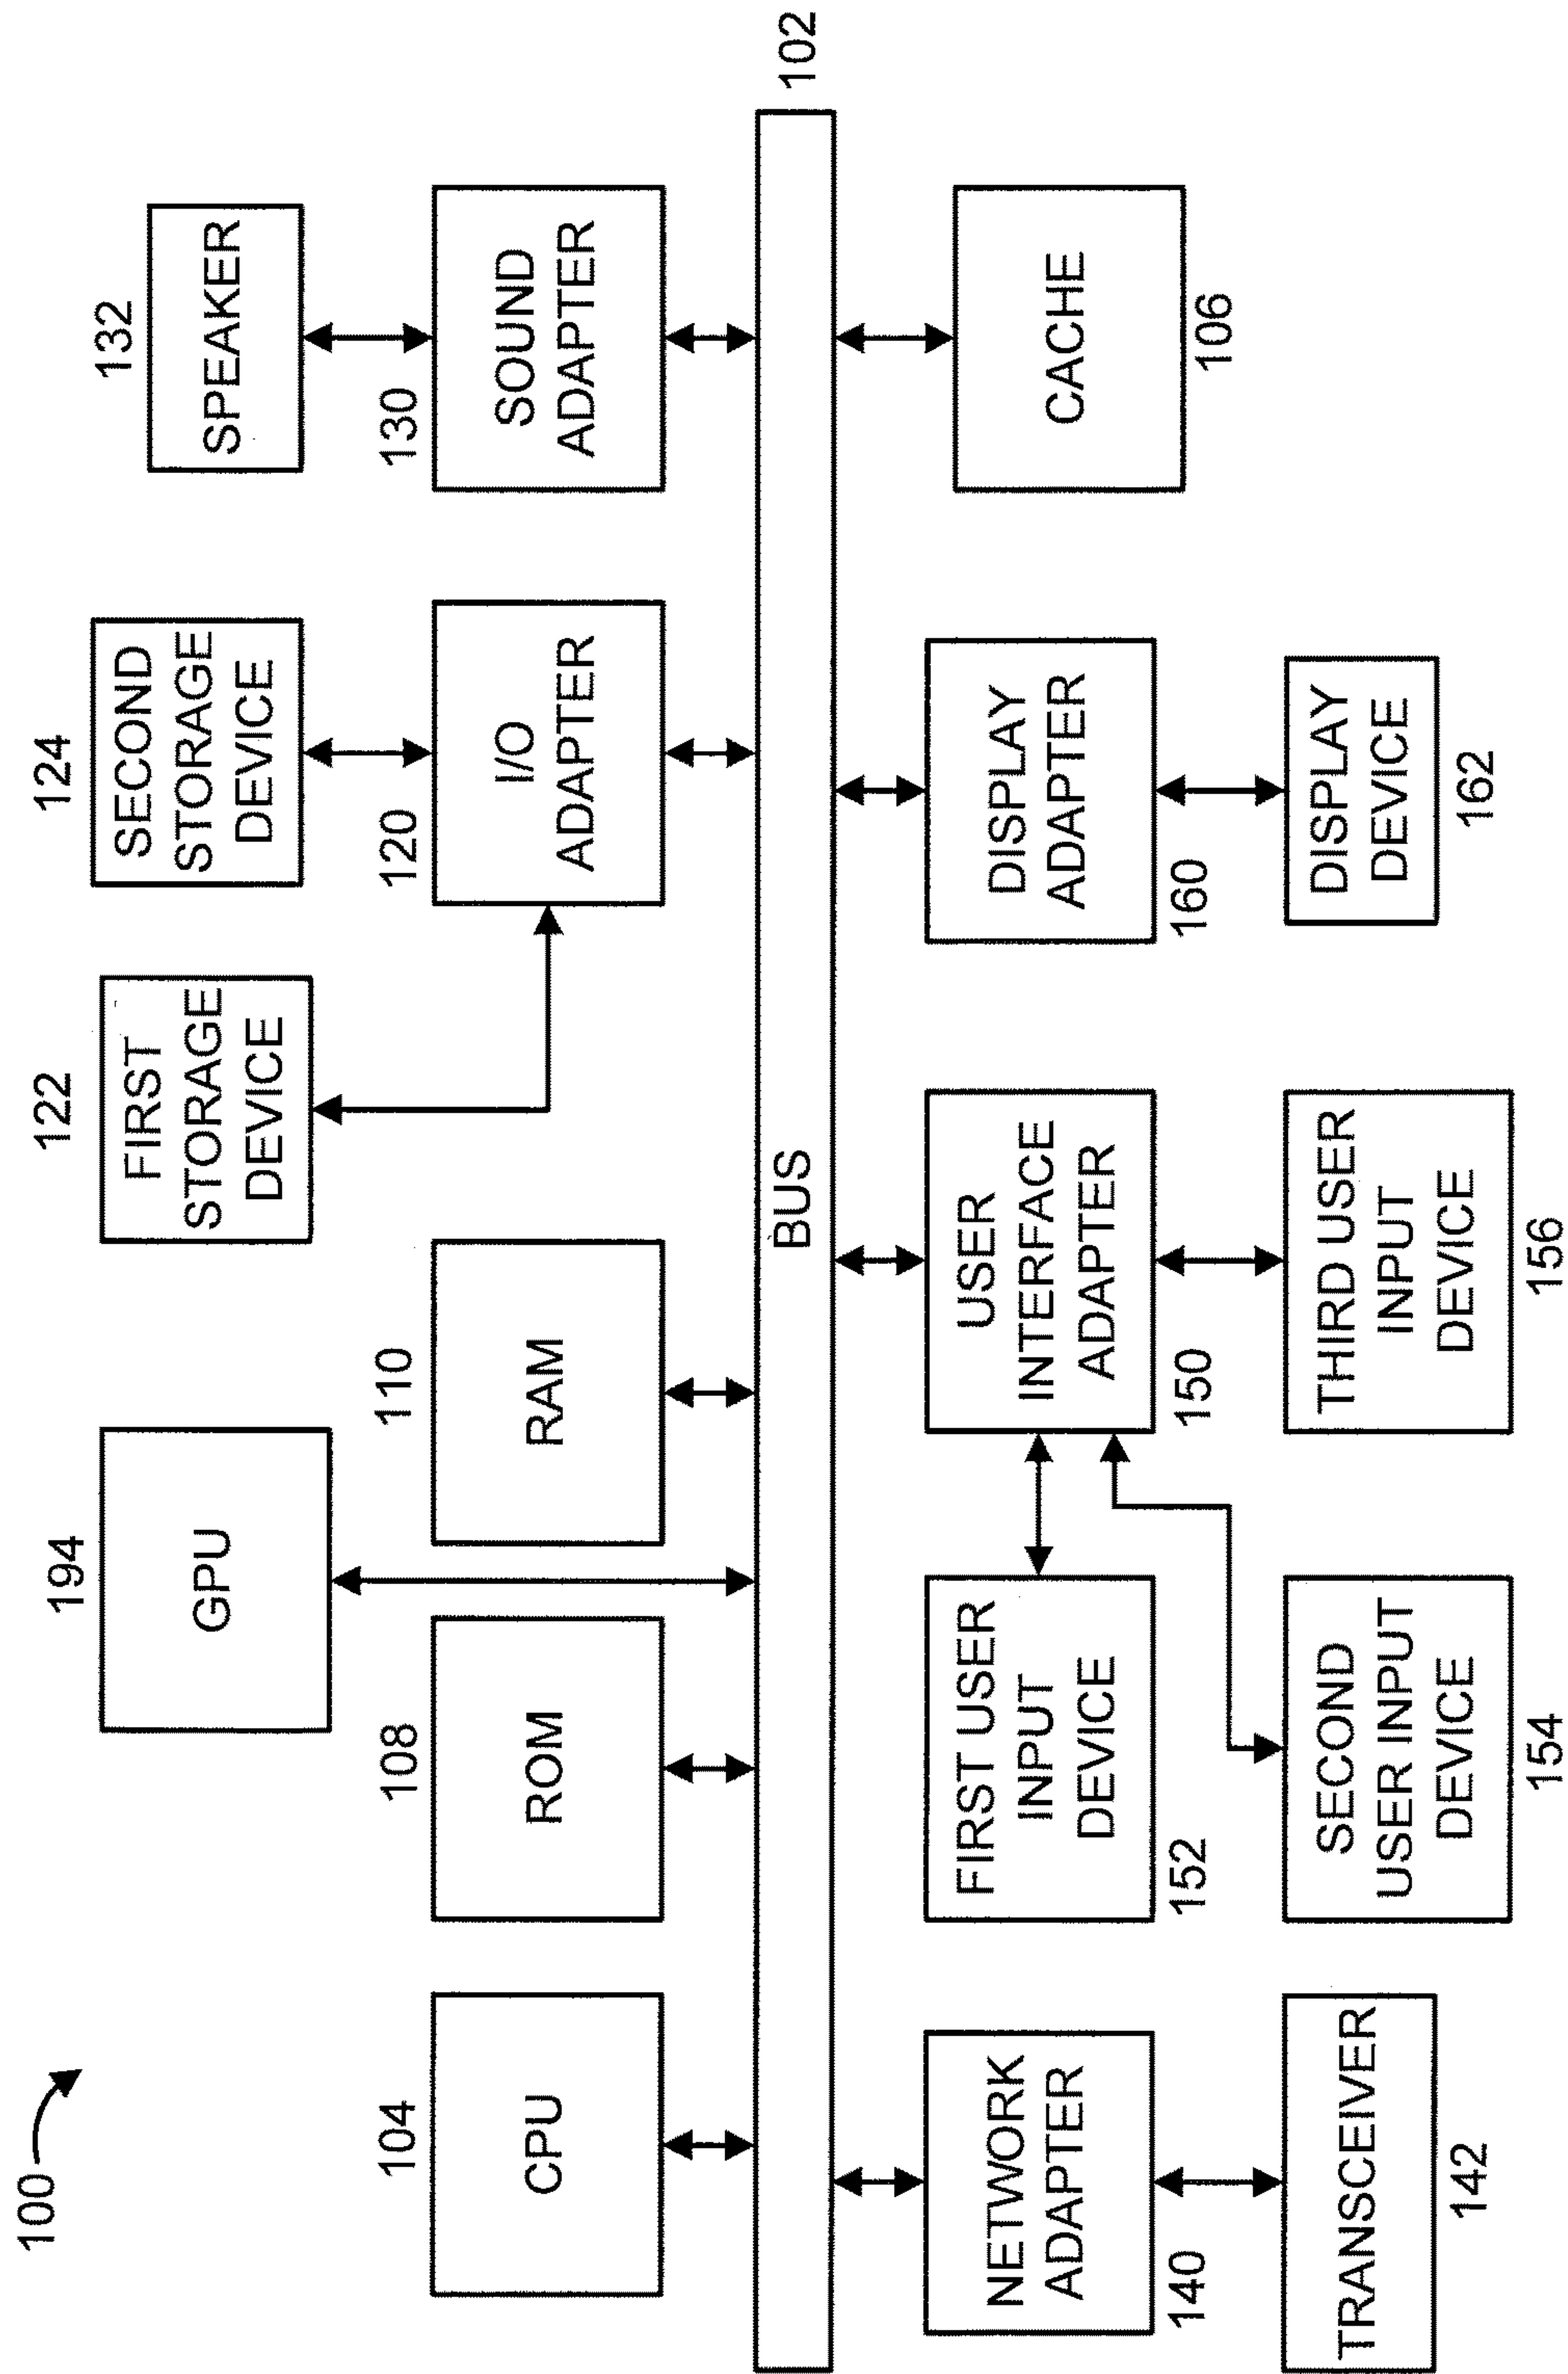 100
132
SPEAKER
124
SECOND
STORAGE
DEVICE
122
FIRST
STORAGE
DEVICE
194
GPU
130
SOUND
ADAPTER
120
I/O
ADAPTER
110
RAM
108
ROM
104
CPU
BUS
102
NETWORK
ADAPTER
140
FIRST USER
INPUT
DEVICE
152
USER
INTERFACE
ADAPTER
150
DISPLAY
ADAPTER
160
CACHE
106
TRANSCEIVER
142
SECOND
USER INPUT
DEVICE
154
THIRD USER
INPUT
DEVICE
156
DISPLAY
DEVICE
162